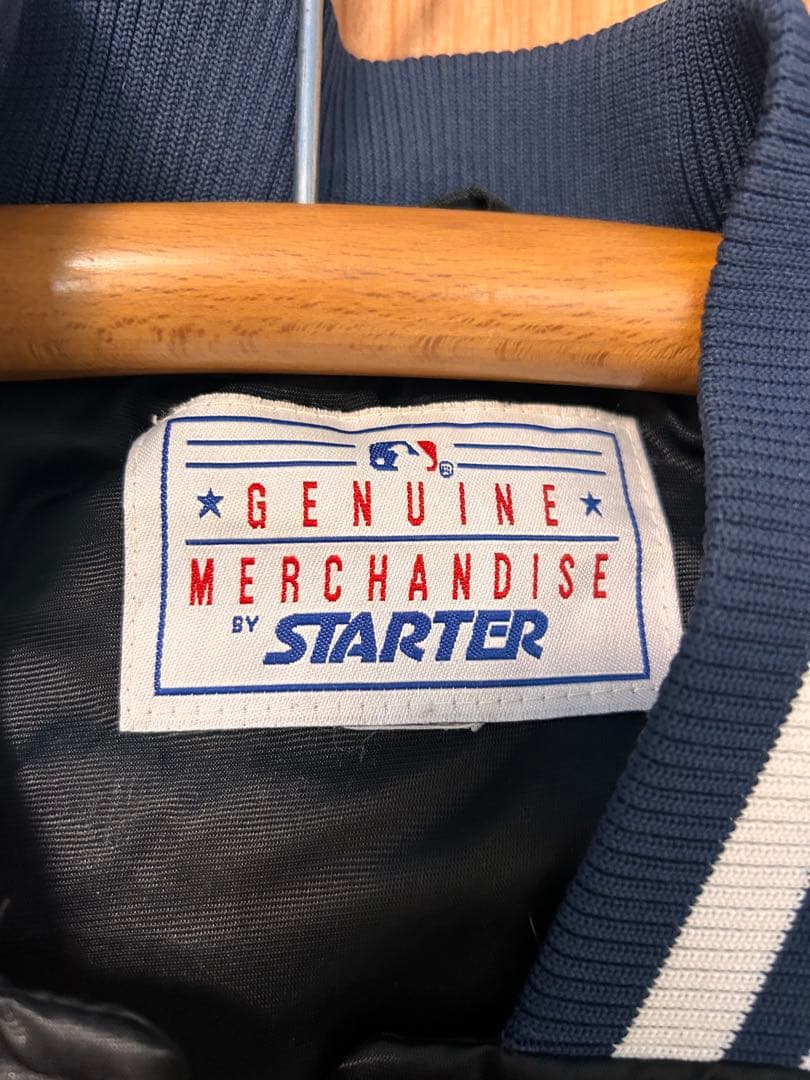 ★ GENUINE ★
MERCHANDISE
BY STARTER